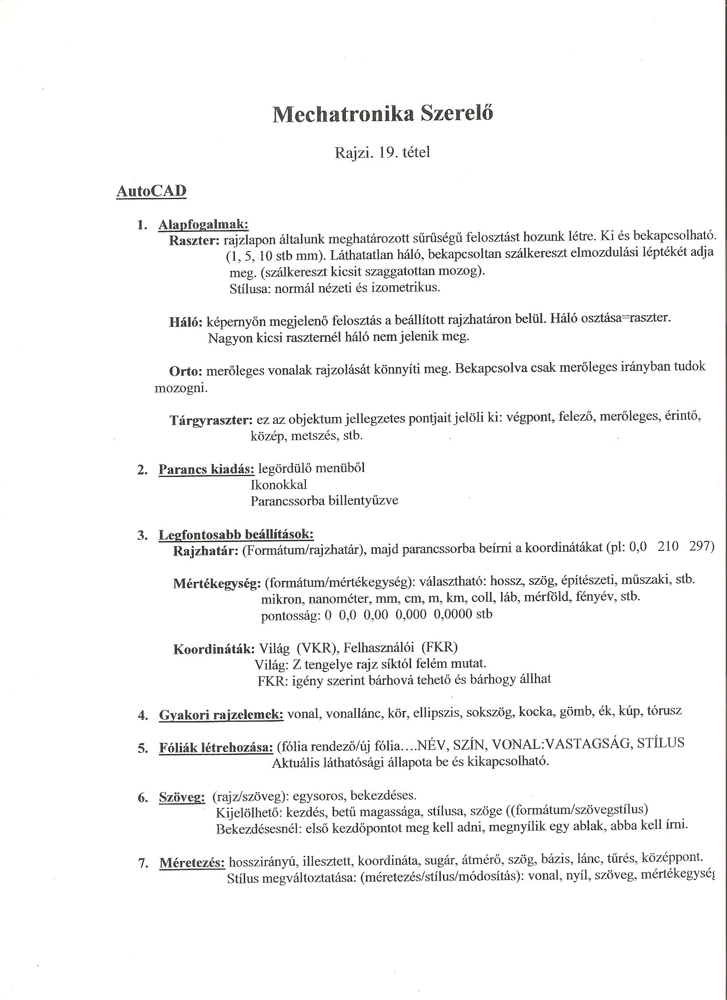 Mechatronika Szerelő
Rajzi. 19. tétel
AutoCAD
1. Alapfogalmak:
Raszter: rajzlapon általunk meghatározott sűrűségű felosztást hozunk létre. Ki és bekapcsolható.
(1, 5, 10 stb mm). Láthatatlan háló, bekapcsoltan szálkereszt elmozdulási léptékét adja
meg. (szálkereszt kicsit szaggatottan mozog).
Stílusa: normál nézeti és izometrikus.
Háló: képernyőn megjelenő felosztás a beállított rajzhatáron belül. Háló osztása=raszter.
Nagyon kicsi raszternél háló nem jelenik meg.
Orto: merőleges vonalak rajzolását könnyíti meg. Bekapcsolva csak merőleges irányban tudok
mozogni.
Tárgyraszter: ez az objektum jellegzetes pontjait jelöli ki: végpont, felező, merőleges, érintő,
közép, metszés, stb.
2. Parancs kiadás: legördülő menüből
Ikonokkal
Parancssorba billentyűzve
3. Legfontosabb beállítások:
Rajzhatár: (Formátum/rajzhatár), majd parancssorba beírni a koordinátákat (pl: 0,0 210 297)
Mértékegység: (formátum/mértékegység): választható: hossz, szög, építészeti, műszaki, stb.
mikron, nanométer, mm, cm, m, km, coll, láb, mérföld, fényév, stb.
pontosság: 0 0,0 0,00 0,000 0,0000 stb
Koordináták: Világ (VKR), Felhasználói (FKR)
Világ: Z tengelye rajz síktól felém mutat.
FKR: igény szerint bárhová tehető és bárhogy állhat
4. Gyakori rajzelemek: vonal, vonallánc, kör, ellipszis, sokszög, kocka, gömb, ék, kúp, tórusz
5. Fóliák létrehozása: (fólia rendező/új fólia....NÉV, SZÍN, VONAL:VASTAGSÁG, STÍLUS
Aktuális láthatósági állapota be és kikapcsolható.
6. Szöveg: (rajz/szöveg): egysoros, bekezdéses.
Kijelölhető: kezdés, betű magassága, stílusa, szöge ((formátum/szövegstílus)
Bekezdésesnél: első kezdőpontot meg kell adni, megnyílik egy ablak, abba kell írni.
7. Méretezés: hosszirányú, illesztett, koordináta, sugár, átmérő, szög, bázis, lánc, tűrés, középpont.
Stílus megváltoztatása: (méretezés/stílus/módosítás): vonal, nyíl, szöveg, mértékegység